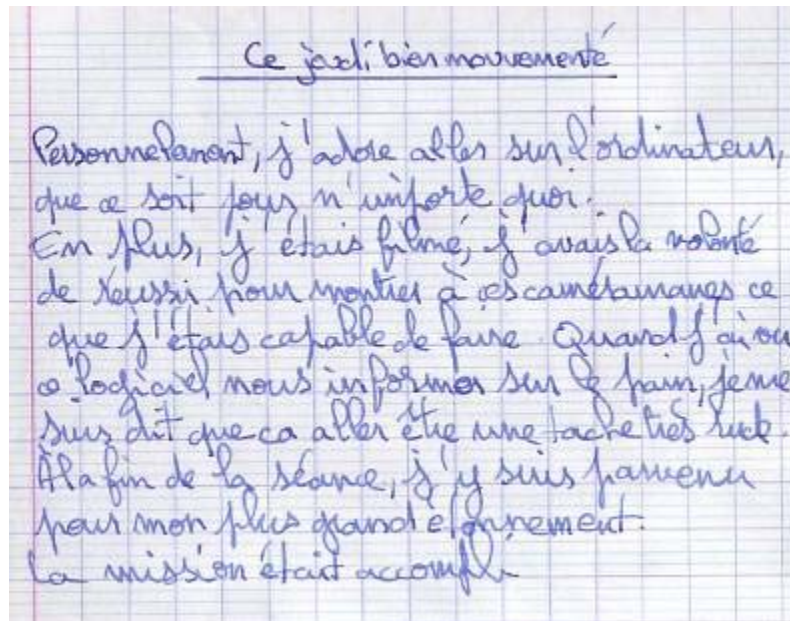 Ce jeudi bien mouvementé
Personnelement, j'adore aller sur l'ordinateur,
que ce soit pour n'importe quoi.
En plus, j'étais filmé, j'avais la volonté
de réussir pour montrer à ces caméramans ce
que j'étais capable de faire. Quand j'ai vu
ce logiciel nous informer sur le pain, je me
suis dit que ca aller être une tache très rude.
A la fin de la séance, j'y suis parvenu
pour mon plus grand étonnement.
La mission était accompli